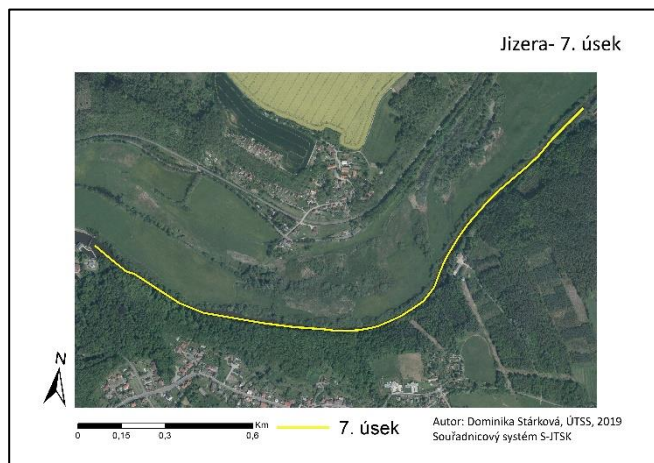 Jizera- 7. úsek
N
Km
0 0,15 0,3 0,6
7. úsek
Autor: Dominika Stárková, ÚTSS, 2019
Souřadnicový systém S-JTSK